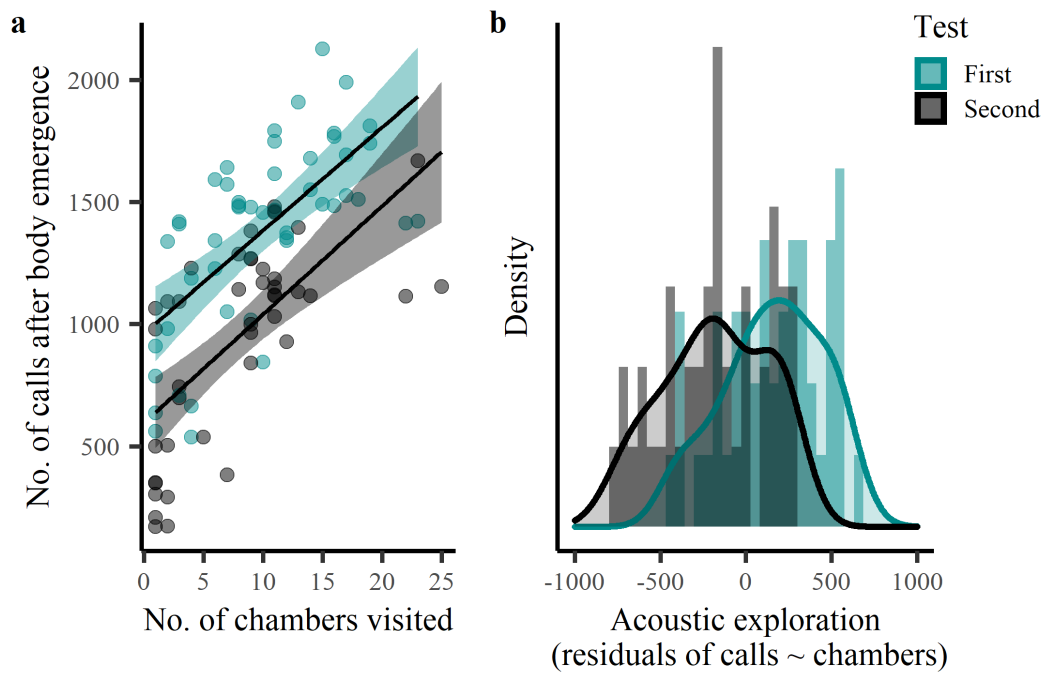 a
No. of calls after body emergence
2000
1500
1000
500
0 5 10 15 20 25
No. of chambers visited
b
Density
-1000 -500 0 500 1000
Acoustic exploration
(residuals of calls ~ chambers)
Test
First
Second